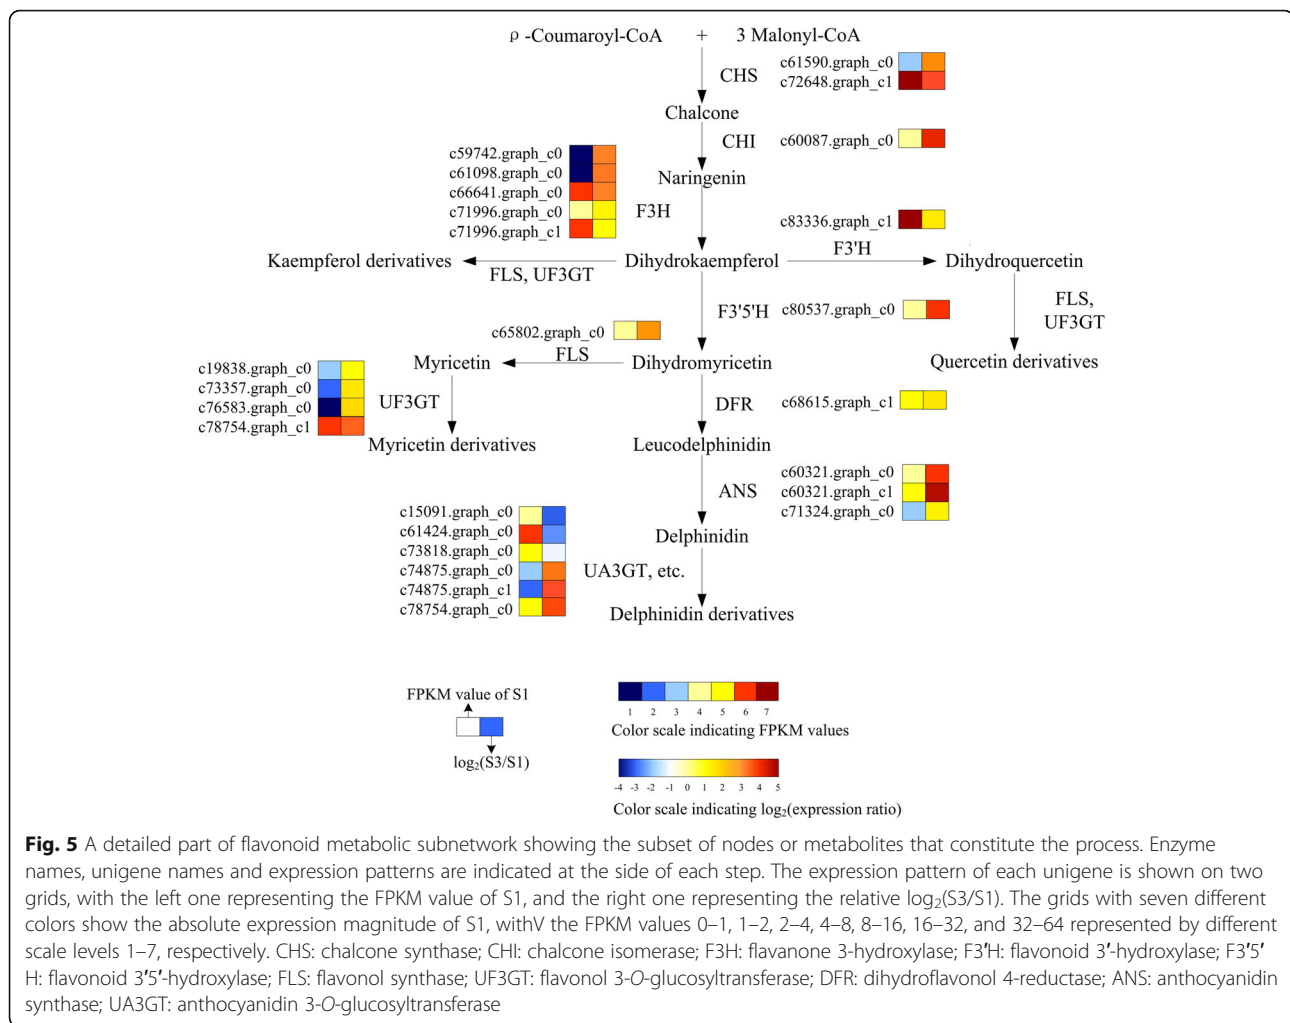 ρ-Coumaroyl-CoA + 3 Malonyl-CoA
CHS
c61590.graph_c0
c72648.graph_c1
Chalcone
CHI
c60087.graph_c0
c59742.graph_c0
c61098.graph_c0
c66641.graph_c0
c71996.graph_c0
c71996.graph_c1
F3H
Naringenin
c83336.graph_c1
F3'H
Kaempferol derivatives
FLS, UF3GT
Dihydrokaempferol
Dihydroquercetin
F3'5'H
c80537.graph_c0
FLS,
UF3GT
c65802.graph_c0
FLS
Myricetin
Dihydromyricetin
Quercetin derivatives
c19838.graph_c0
c73357.graph_c0
c76583.graph_c0
c78754.graph_c1
UF3GT
DFR
c68615.graph_c1
Myricetin derivatives
Leucodelphinidin
ANS
c60321.graph_c0
c60321.graph_c1
c71324.graph_c0
c15091.graph_c0
c61424.graph_c0
c73818.graph_c0
c74875.graph_c0
c74875.graph_c1
c78754.graph_c0
Delphinidin
UA3GT, etc.
Delphinidin derivatives
FPKM value of S1
log₂(S3/S1)
1 2 3 4 5 6 7
Color scale indicating FPKM values
-4 -3 -2 -1 0 1 2 3 4 5
Color scale indicating log₂(expression ratio)
Fig. 5 A detailed part of flavonoid metabolic subnetwork showing the subset of nodes or metabolites that constitute the process. Enzyme
names, unigene names and expression patterns are indicated at the side of each step. The expression pattern of each unigene is shown on two
grids, with the left one representing the FPKM value of S1, and the right one representing the relative log₂(S3/S1). The grids with seven different
colors show the absolute expression magnitude of S1, withV the FPKM values 0–1, 1–2, 2–4, 4–8, 8–16, 16–32, and 32–64 represented by different
scale levels 1–7, respectively. CHS: chalcone synthase; CHI: chalcone isomerase; F3H: flavanone 3-hydroxylase; F3′H: flavonoid 3′-hydroxylase; F3′5′
H: flavonoid 3′5′-hydroxylase; FLS: flavonol synthase; UF3GT: flavonol 3-O-glucosyltransferase; DFR: dihydroflavonol 4-reductase; ANS: anthocyanidin
synthase; UA3GT: anthocyanidin 3-O-glucosyltransferase